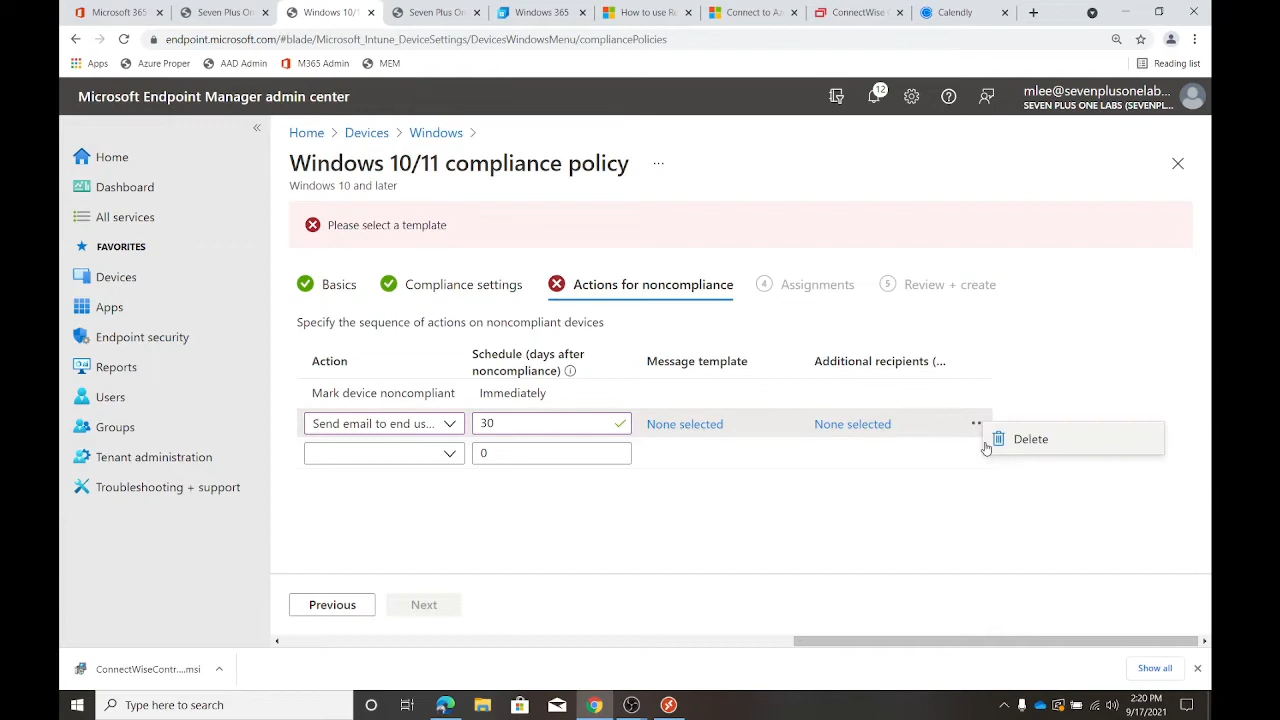 Microsoft 365
Seven Plus On
Windows 10/1
Seven Plus On
Windows 365
How to use Re
Connect to Az
ConnectWise C
Calendly
endpoint.microsoft.com/#blade/Microsoft_Intune_DeviceSettings/DevicesWindowsMenu/compliancePolicies
Apps
Azure Proper
AAD Admin
M365 Admin
MEM
Reading list
Microsoft Endpoint Manager admin center
12
mlee@sevenplusonelab...
SEVEN PLUS ONE LABS (SEVENPL...
Home
Dashboard
All services
FAVORITES
Devices
Apps
Endpoint security
Reports
Users
Groups
Tenant administration
Troubleshooting + support
Home > Devices > Windows >
Windows 10/11 compliance policy ...
Windows 10 and later
Please select a template
Basics
Compliance settings
Actions for noncompliance
4 Assignments
5 Review + create
Specify the sequence of actions on noncompliant devices
Action
Schedule (days after
noncompliance)
Message template
Additional recipients (...
Mark device noncompliant
Immediately
Send email to end us...
30
None selected
None selected
Delete
0
Previous
Next
ConnectWiseContr....msi
Show all
Type here to search
2:20 PM
9/17/2021